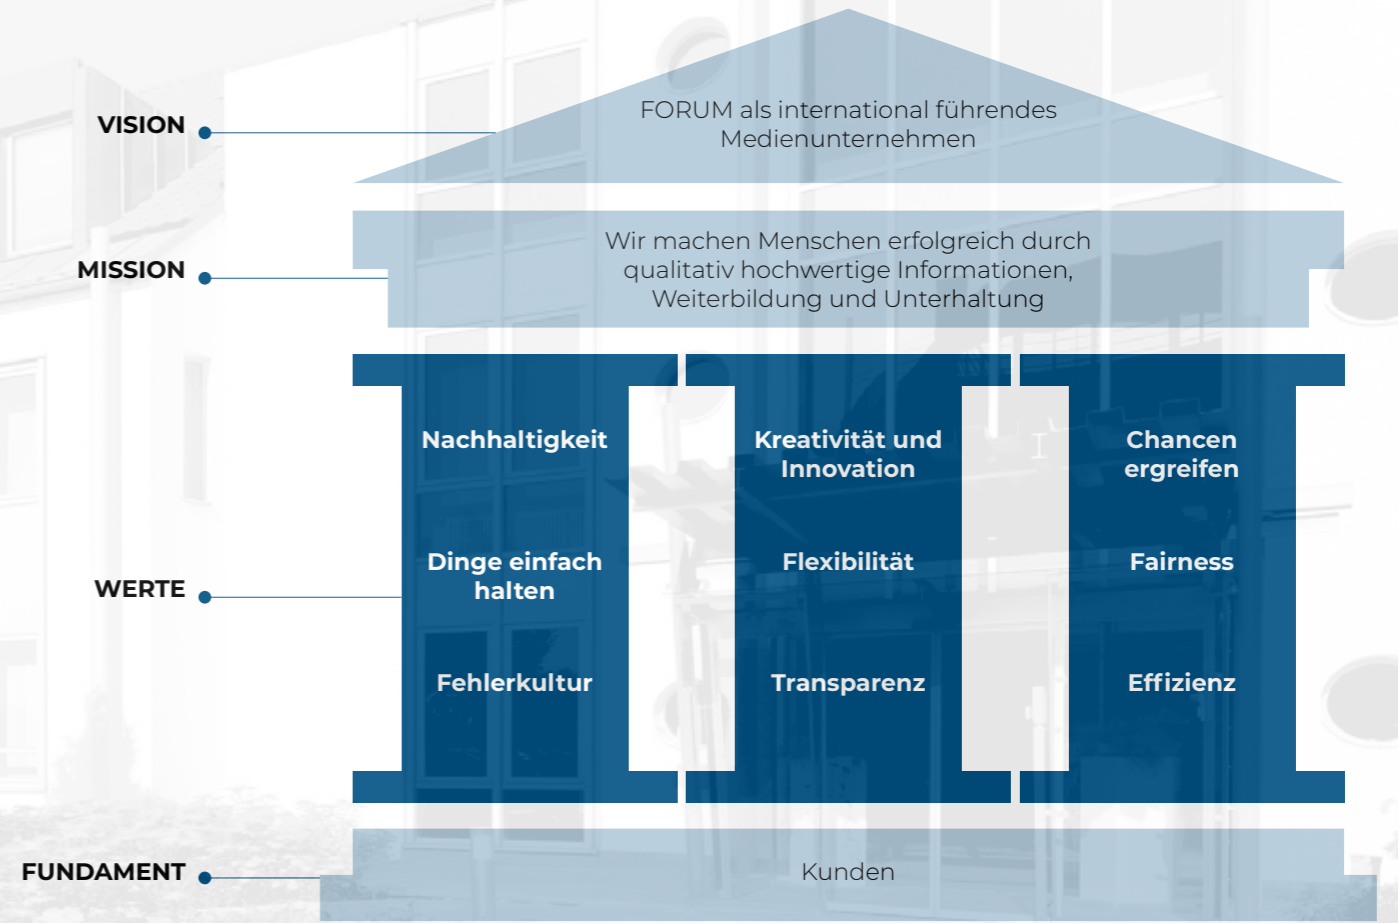 VISION
FORUM als international führendes
Medienunternehmen
MISSION
Wir machen Menschen erfolgreich durch
qualitativ hochwertige Informationen,
Weiterbildung und Unterhaltung
WERTE
Nachhaltigkeit
Dinge einfach
halten
Fehlerkultur
Kreativität und
Innovation
Flexibilität
Transparenz
Chancen
ergreifen
Fairness
Effizienz
FUNDAMENT
Kunden